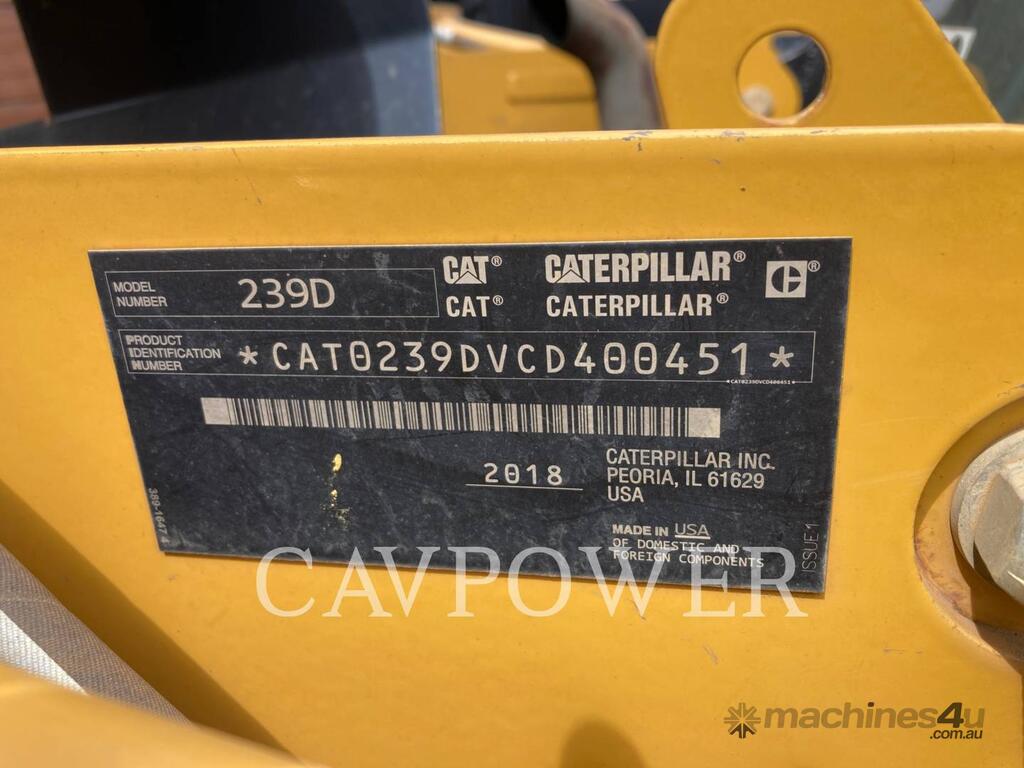 MODEL
NUMBER
239D
CAT® CATERPILLAR®
CAT® CATERPILLAR®
PRODUCT
IDENTIFICATION
NUMBER
*CAT0239DVCD400451*
*CAT0239DVCD400451*
2018
CATERPILLAR INC.
PEORIA, IL 61629
USA
MADE IN USA
OF DOMESTIC AND
FOREIGN COMPONENTS
ISSUE 1
CAVPOWER
machines4u
.com.au